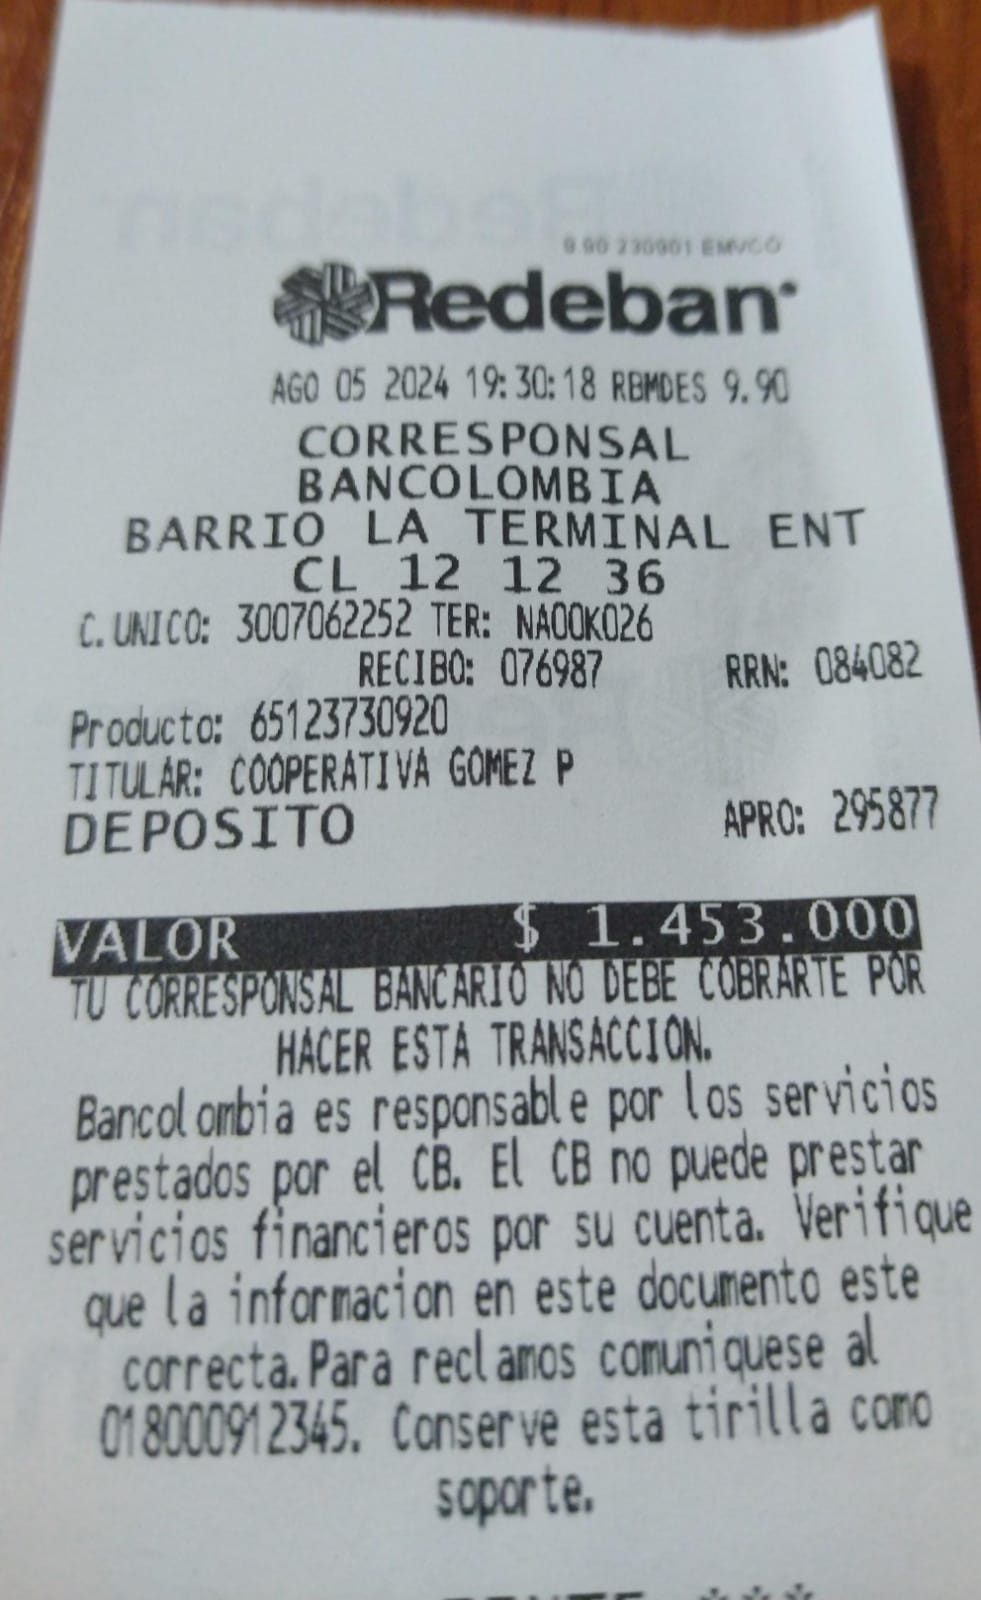 9.90 230901 EMVCO
Redeban
AGO 05 2024 19:30:18 RBMDES 9.90
CORRESPONSAL
BANCOLOMBIA
BARRIO LA TERMINAL ENT
CL 12 12 36
C. UNICO: 3007062252 TER: NA00K026
RECIBO: 076987 RRN: 084082
Producto: 65123730920
TITULAR: COOPERATIVA GOMEZ P
DEPOSITO APRO: 295877
VALOR $ 1.453.000
TU CORRESPONSAL BANCARIO NO DEBE COBRARTE POR
HACER ESTA TRANSACCION.
Bancolombia es responsable por los servicios
prestados por el CB. El CB no puede prestar
servicios financieros por su cuenta. Verifique
que la informacion en este documento este
correcta. Para reclamos comuniquese al
018000912345. Conserve esta tirilla como
soporte.